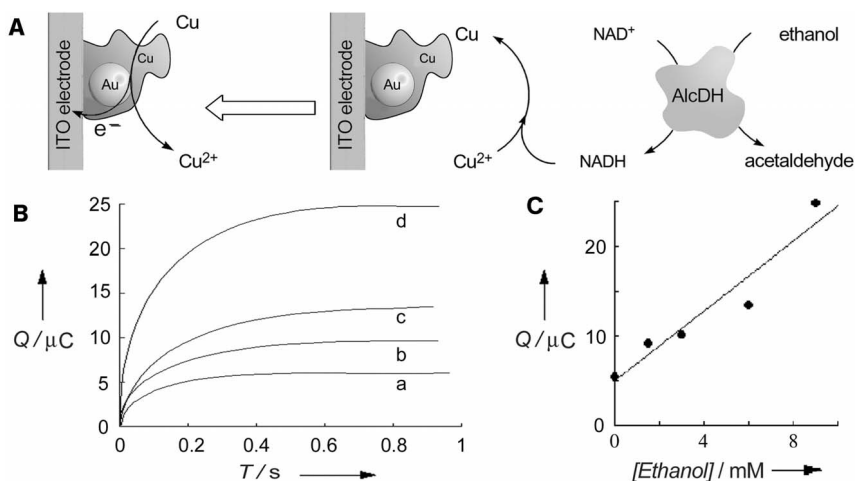 A
ITO electrode
Cu
Cu
Au
e⁻
Cu²⁺
ITO electrode
Cu
Cu
Au
Cu²⁺
NADH
NAD⁺
ethanol
AlcDH
acetaldehyde
B
25
20
15
10
5
0
Q / μC
d
c
b
a
0 0.2 0.4 0.6 0.8 1
T / s
C
20
10
0
Q / μC
0 4 8
[Ethanol] / mM